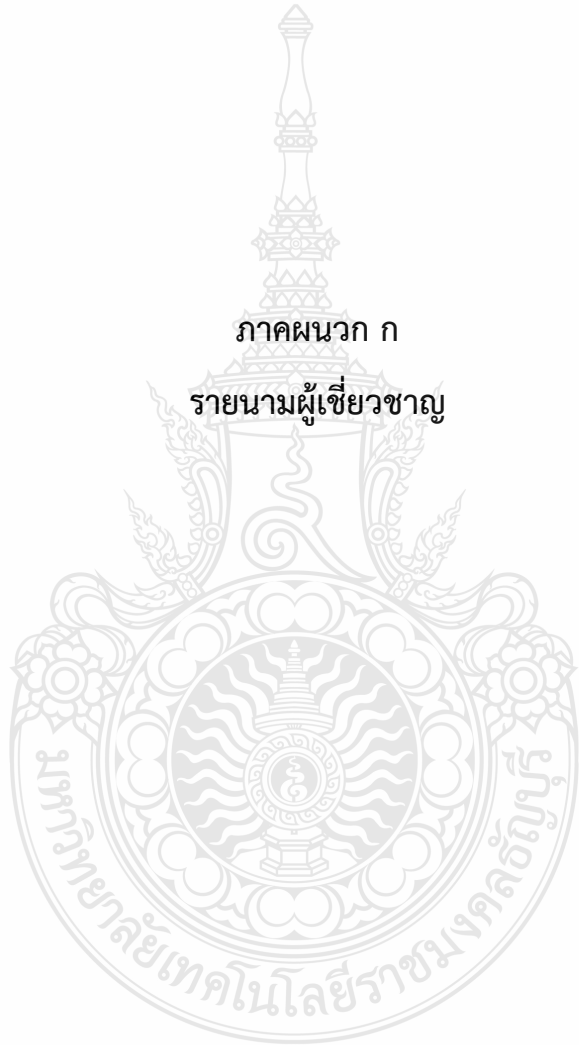 ภาคผนวก ก
รายนามผู้เชี่ยวชาญ
มหาวิทยาลัยเทคโนโลยีราชมงคลธัญบุรี